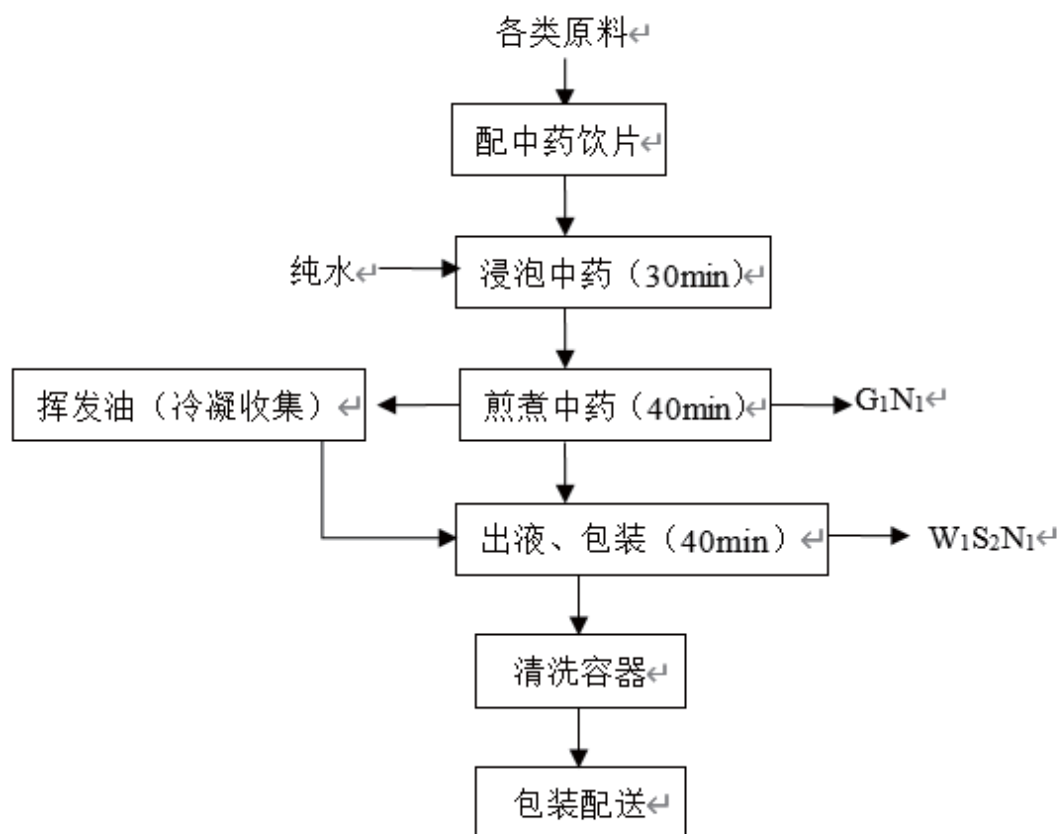 各类原料↵
配中药饮片↵
纯水↵
浸泡中药（30min）↵
挥发油（冷凝收集）↵
煎煮中药（40min）↵
G₁N₁↵
出液、包装（40min）↵
W₁S₂N₁↵
清洗容器↵
包装配送↵